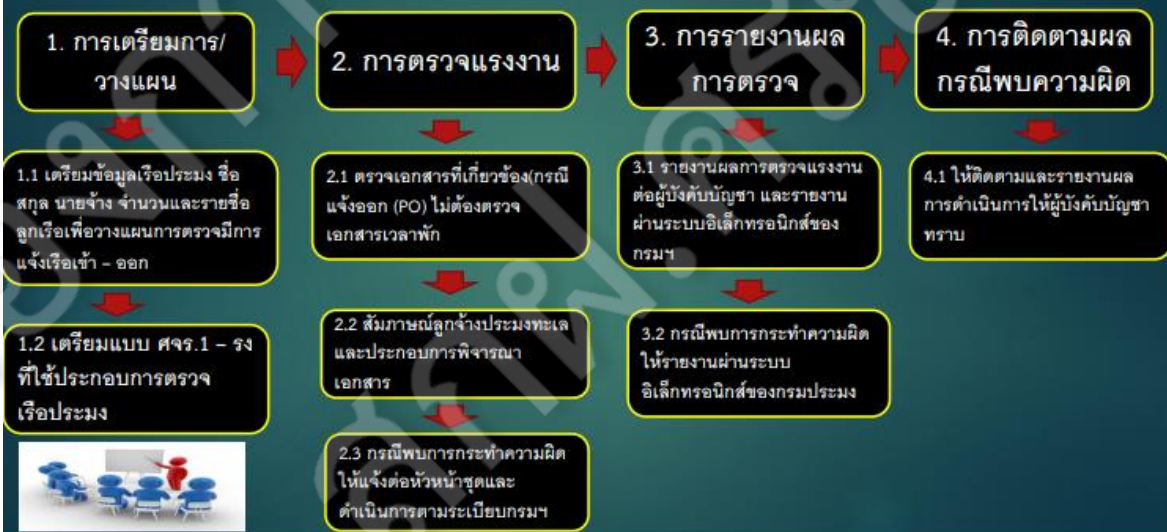 1. การเตรียมการ/
วางแผน
1.1 เตรียมข้อมูลเรือประมง ชื่อ
สกุล นายจ้าง จำนวนและรายชื่อ
ลูกเรือเพื่อวางแผนการตรวจมีการ
แจ้งเรือเข้า – ออก
1.2 เตรียมแบบ ศจร.1 – รง
ที่ใช้ประกอบการตรวจ
เรือประมง
2. การตรวจแรงงาน
2.1 ตรวจเอกสารที่เกี่ยวข้อง(กรณี
แจ้งออก (PO) ไม่ต้องตรวจ
เอกสารเวลาพัก
2.2 สัมภาษณ์ลูกจ้างประมงทะเล
และประกอบการพิจารณา
เอกสาร
2.3 กรณีพบการกระทำความผิด
ให้แจ้งต่อหัวหน้าชุดและ
ดำเนินการตามระเบียบกรมฯ
3. การรายงานผล
การตรวจ
3.1 รายงานผลการตรวจแรงงาน
ต่อผู้บังคับบัญชา และรายงาน
ผ่านระบบอิเล็กทรอนิกส์ของ
กรมฯ
3.2 กรณีพบการกระทำความผิด
ให้รายงานผ่านระบบ
อิเล็กทรอนิกส์ของกรมประมง
4. การติดตามผล
กรณีพบความผิด
4.1 ให้ติดตามและรายงานผล
การดำเนินการให้ผู้บังคับบัญชา
ทราบ